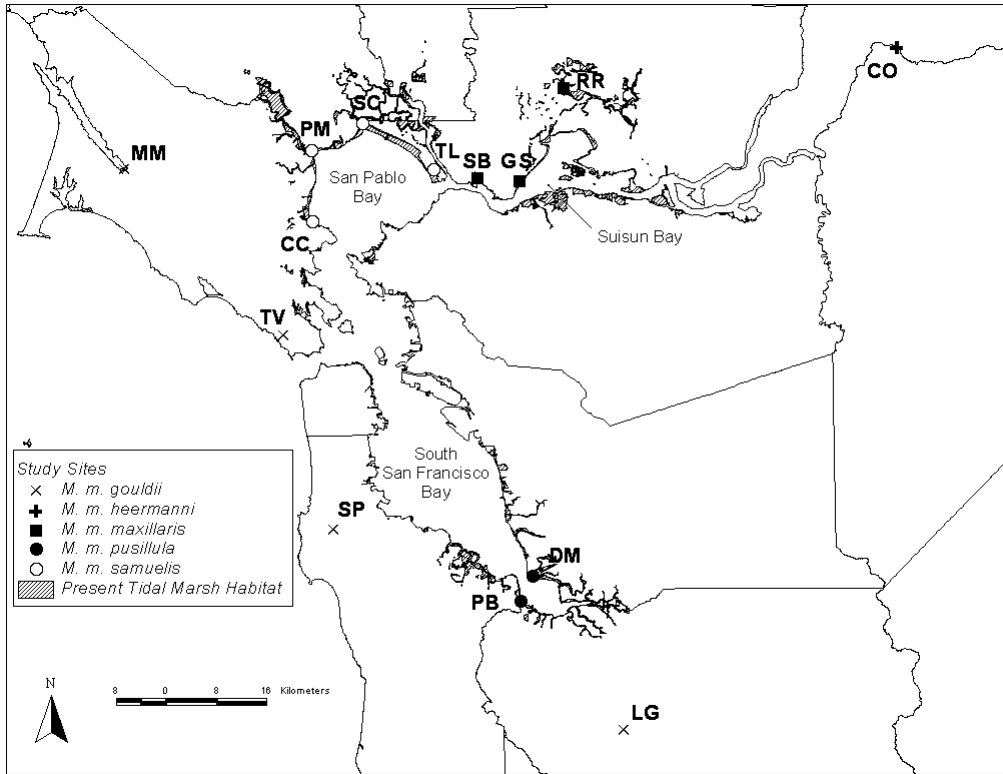 CO
RR
SC
PM
MM
TL
SB
GS
San Pablo
Bay
Suisun Bay
CC
TV
South
San Francisco
Bay
Study Sites
M. m. gouldii
M. m. heermanni
M. m. maxillaris
M. m. pusillula
M. m. samuelis
Present Tidal Marsh Habitat
SP
DM
PB
LG
N
8 0 8 16 Kilometers